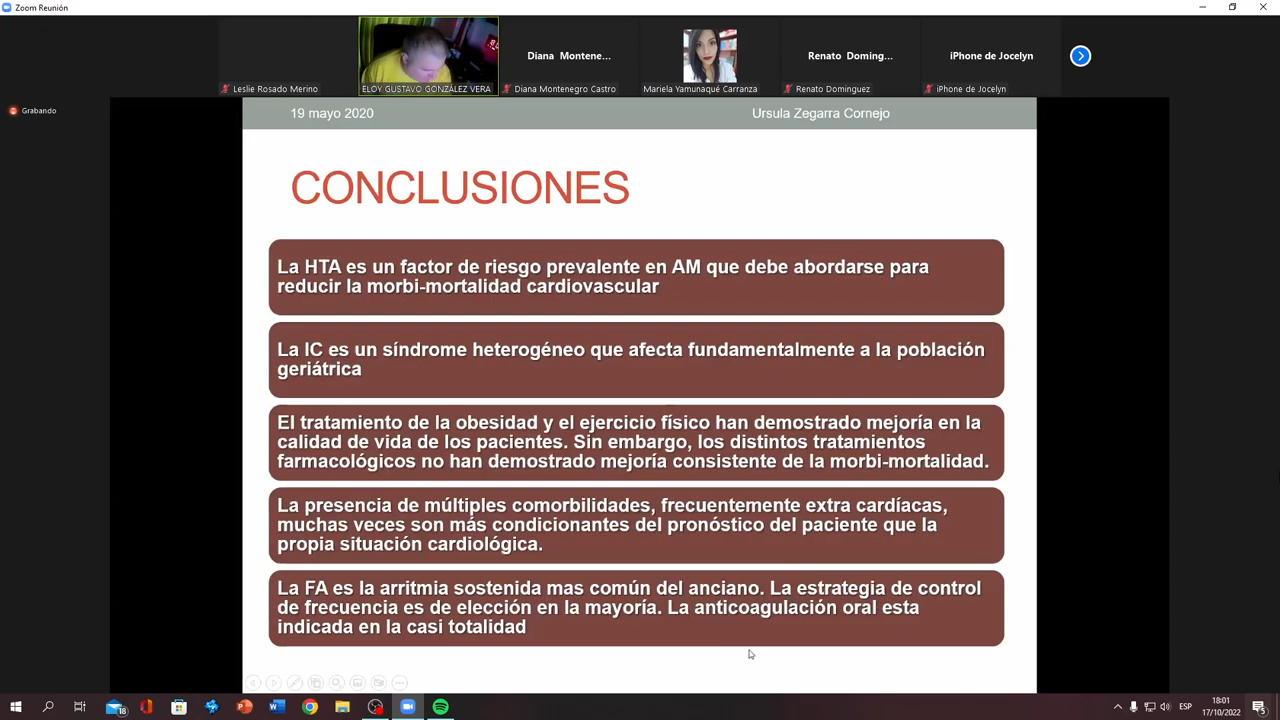 Zoom Reunión
Diana Montene...
Renato Doming...
iPhone de Jocelyn
Leslie Rosado Merino
ELOY GUSTAVO GONZÁLEZ VERA
Diana Montenegro Castro
Mariela Yamunaqué Carranza
Renato Dominguez
iPhone de Jocelyn
Grabando
19 mayo 2020
Ursula Zegarra Cornejo
CONCLUSIONES
La HTA es un factor de riesgo prevalente en AM que debe abordarse para
reducir la morbi-mortalidad cardiovascular
La IC es un síndrome heterogéneo que afecta fundamentalmente a la población
geriátrica
El tratamiento de la obesidad y el ejercicio físico han demostrado mejoría en la
calidad de vida de los pacientes. Sin embargo, los distintos tratamientos
farmacológicos no han demostrado mejoría consistente de la morbi-mortalidad.
La presencia de múltiples comorbilidades, frecuentemente extra cardíacas,
muchas veces son más condicionantes del pronóstico del paciente que la
propia situación cardiológica.
La FA es la arritmia sostenida mas común del anciano. La estrategia de control
de frecuencia es de elección en la mayoría. La anticoagulación oral esta
indicada en la casi totalidad
18
ESP
18:01
17/10/2022
5